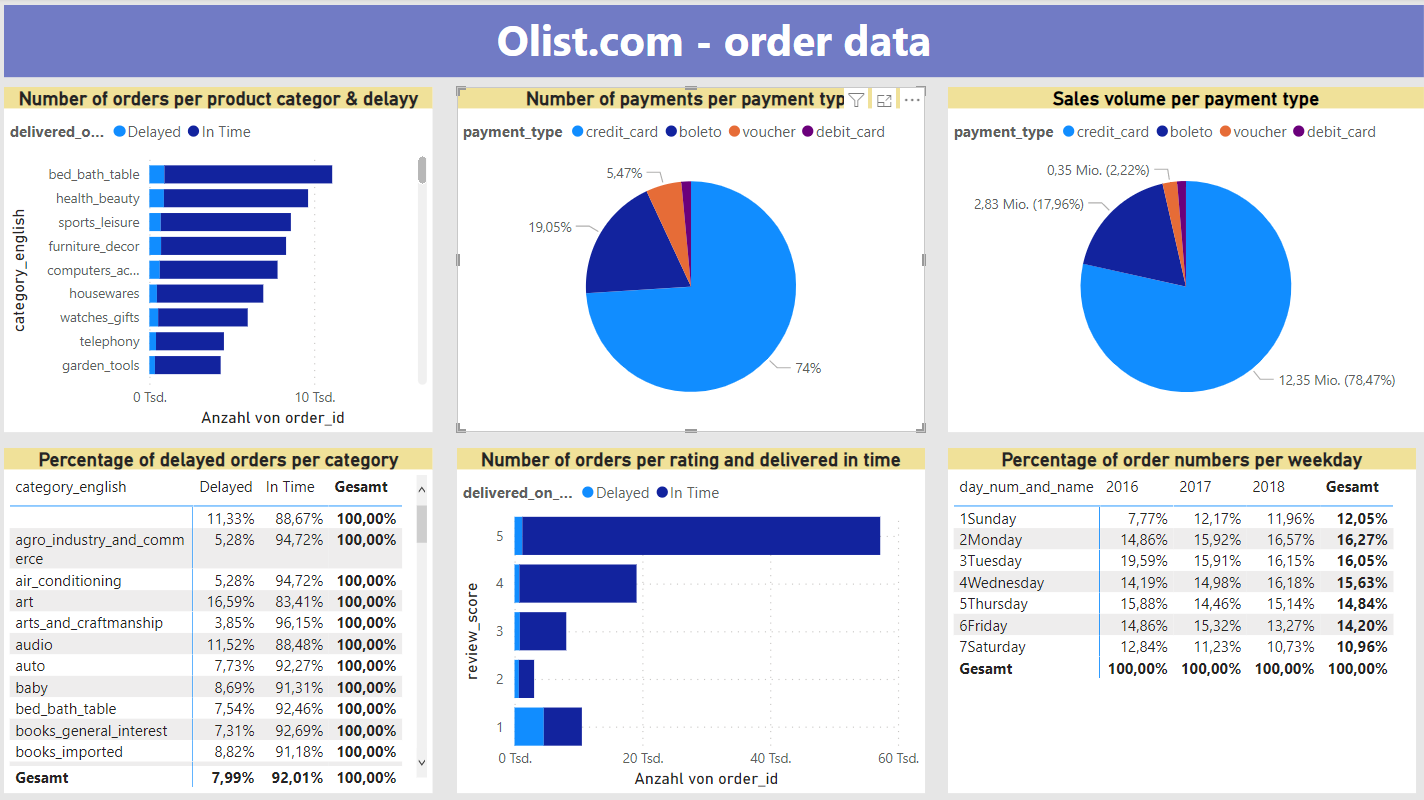 Olist.com - order data
Number of orders per product categor & delayy
delivered_o... Delayed In Time
category_english
bed_bath_table
health_beauty
sports_leisure
furniture_decor
computers_ac...
housewares
watches_gifts
telephony
garden_tools
0 Tsd. 10 Tsd.
Anzahl von order_id
Number of payments per payment typ
payment_type credit_card boleto voucher debit_card
5,47%
19,05%
74%
Sales volume per payment type
payment_type credit_card boleto voucher debit_card
0,35 Mio. (2,22%)
2,83 Mio. (17,96%)
12,35 Mio. (78,47%)
Percentage of delayed orders per category
category_english Delayed In Time Gesamt
11,33% 88,67% 100,00%
agro_industry_and_comm 5,28% 94,72% 100,00%
erce
air_conditioning 5,28% 94,72% 100,00%
art 16,59% 83,41% 100,00%
arts_and_craftmanship 3,85% 96,15% 100,00%
audio 11,52% 88,48% 100,00%
auto 7,73% 92,27% 100,00%
baby 8,69% 91,31% 100,00%
bed_bath_table 7,54% 92,46% 100,00%
books_general_interest 7,31% 92,69% 100,00%
books_imported 8,82% 91,18% 100,00%
Gesamt 7,99% 92,01% 100,00%
Number of orders per rating and delivered in time
delivered_on_... Delayed In Time
review_score
5
4
3
2
1
0 Tsd. 20 Tsd. 40 Tsd. 60 Tsd.
Anzahl von order_id
Percentage of order numbers per weekday
day_num_and_name 2016 2017 2018 Gesamt
1Sunday 7,77% 12,17% 11,96% 12,05%
2Monday 14,86% 15,92% 16,57% 16,27%
3Tuesday 19,59% 15,91% 16,15% 16,05%
4Wednesday 14,19% 14,98% 16,18% 15,63%
5Thursday 15,88% 14,46% 15,14% 14,84%
6Friday 14,86% 15,32% 13,27% 14,20%
7Saturday 12,84% 11,23% 10,73% 10,96%
Gesamt 100,00% 100,00% 100,00% 100,00%